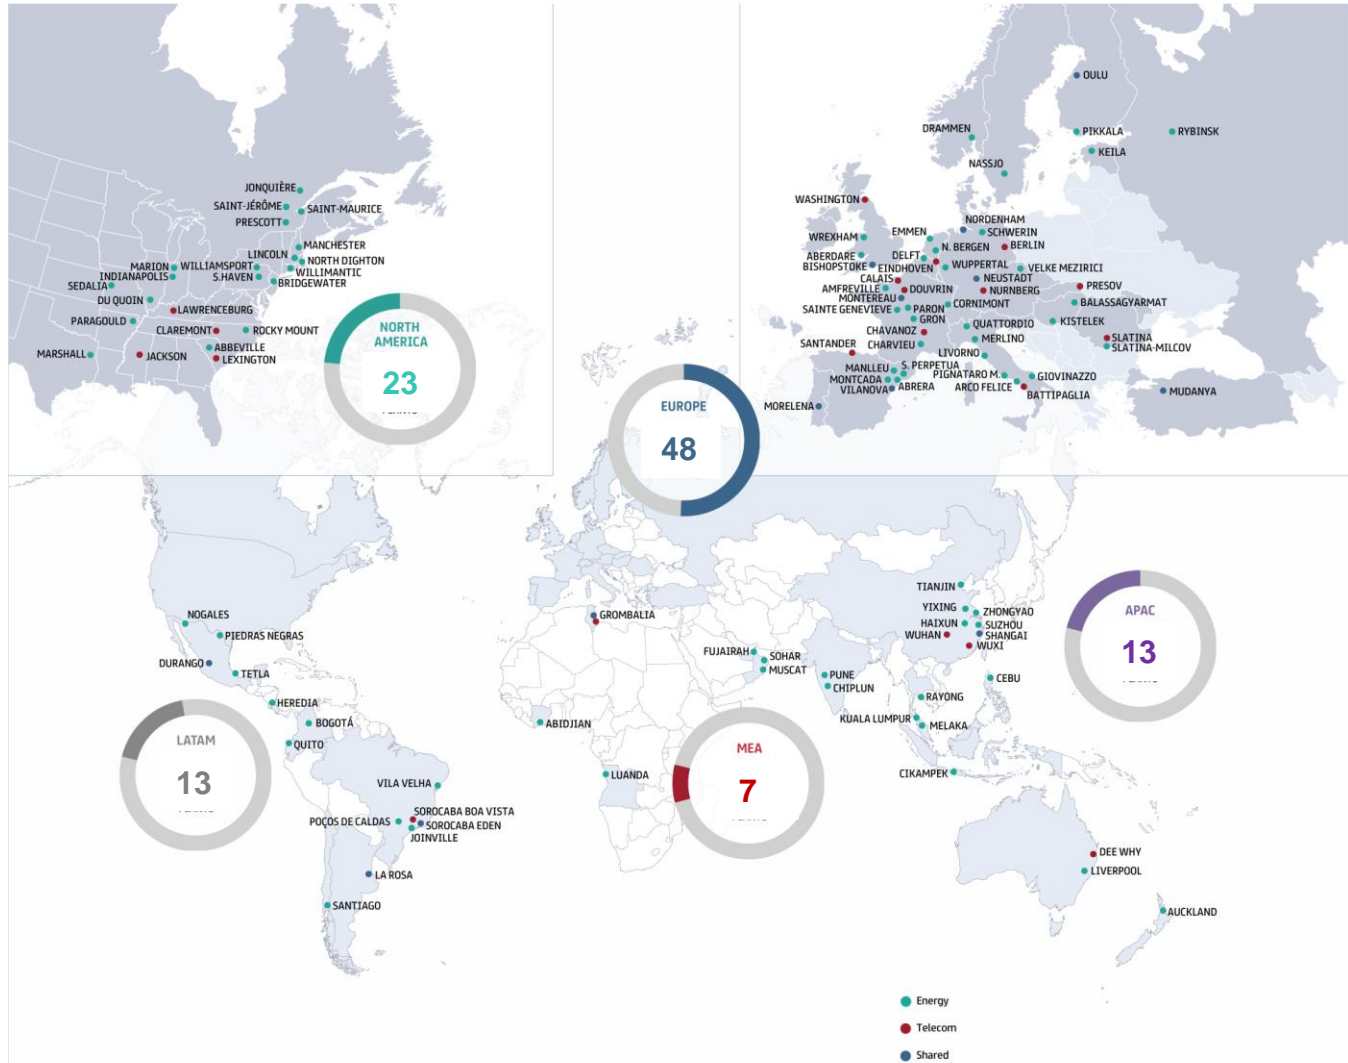 OULU
DRAMMEN
PIKKALA
RYBINSK
KEILA
NASSJO
WASHINGTON
NORDENHAM
SCHWERIN
WREXHAM
EMMEN
N. BERGEN
BERLIN
ABERDARE
DELFT
BISHOPSTOKE
EINDHOVEN
WUPPERTAL
VELKE MEZIRICI
CALAIS
NEUSTADT
PRESOV
AMFREVILLE
DOUVRIN
NURNBERG
MONTEREAU
CORNIMONT
BALASSAGYARMAT
SAINTE GENEVIEVE
PARON
GRON
QUATTORDIO
KISTELEK
CHAVANOZ
MERLINO
SLATINA
SANTANDER
CHARVIEU
LIVORNO
SLATINA-MILCOV
MANLLEU
S. PERPETUA
PIGNATARO M.
GIOVINAZZO
MONTCADA
ABRERA
ARCO FELICE
VILANOVA
BATTIPAGLIA
MUDANYA
MORELENA
JONQUIÈRE
SAINT-JÉRÔME
SAINT-MAURICE
PRESCOTT
MANCHESTER
LINCOLN
NORTH DIGHTON
MARION
WILLIAMSPORT
WILLIMANTIC
INDIANAPOLIS
S.HAVEN
BRIDGEWATER
SEDALIA
DU QUOIN
LAWRENCEBURG
PARAGOULD
CLAREMONT
ROCKY MOUNT
ABBEVILLE
MARSHALL
JACKSON
LEXINGTON
NORTH
AMERICA
23
EUROPE
48
TIANJIN
YIXING
ZHONGYAO
HAIXUN
SUZHOU
WUHAN
SHANGAI
WUXI
APAC
13
NOGALES
PIEDRAS NEGRAS
DURANGO
TETLA
HEREDIA
BOGOTÁ
QUITO
LATAM
13
VILA VELHA
SOROCABA BOA VISTA
POÇOS DE CALDAS
SOROCABA EDEN
JOINVILLE
LA ROSA
SANTIAGO
GROMBALIA
FUJAIRAH
SOHAR
MUSCAT
ABIDJIAN
LUANDA
MEA
7
PUNE
CHIPLUN
CEBU
RAYONG
KUALA LUMPUR
MELAKA
CIKAMPEK
DEE WHY
LIVERPOOL
AUCKLAND
Energy
Telecom
Shared